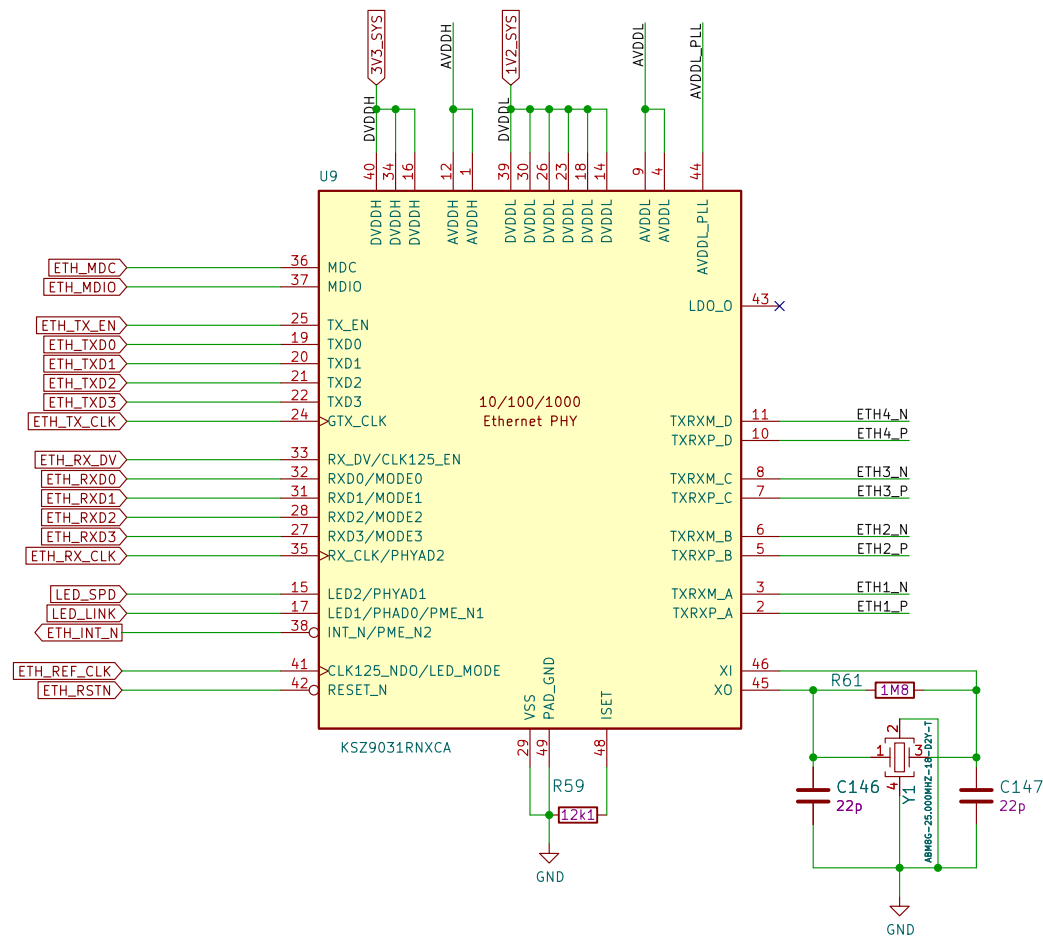 3V3_SYS
AVDDH
1V2_SYS
AVDDL
AVDDL_PLL
DVDDH
DVDDL
U9
40
34
16
12
1
39
30
26
23
18
14
9
4
44
DVDDH
DVDDH
DVDDH
AVDDH
AVDDH
DVDDL
DVDDL
DVDDL
DVDDL
DVDDL
DVDDL
AVDDL
AVDDL
AVDDL_PLL
ETH_MDC 36 MDC
ETH_MDIO 37 MDIO
LDO_O 43
ETH_TX_EN 25 TX_EN
ETH_TXD0 19 TXD0
ETH_TXD1 20 TXD1
ETH_TXD2 21 TXD2
ETH_TXD3 22 TXD3
ETH_TX_CLK 24 GTX_CLK
10/100/1000
Ethernet PHY
TXRXM_D 11 ETH4_N
TXRXP_D 10 ETH4_P
ETH_RX_DV 33 RX_DV/CLK125_EN
ETH_RXD0 32 RXD0/MODE0
ETH_RXD1 31 RXD1/MODE1
ETH_RXD2 28 RXD2/MODE2
ETH_RXD3 27 RXD3/MODE3
ETH_RX_CLK 35 RX_CLK/PHYAD2
TXRXM_C 8 ETH3_N
TXRXP_C 7 ETH3_P
TXRXM_B 6 ETH2_N
TXRXP_B 5 ETH2_P
LED_SPD 15 LED2/PHYAD1
LED_LINK 17 LED1/PHAD0/PME_N1
ETH_INT_N 38 INT_N/PME_N2
TXRXM_A 3 ETH1_N
TXRXP_A 2 ETH1_P
ETH_REF_CLK 41 CLK125_NDO/LED_MODE
ETH_RSTN 42 RESET_N
XI 46
XO 45
VSS
PAD_GND
ISET
29
49
48
KSZ9031RNXCA
R59
12k1
GND
R61
1M8
2
1
3
4
Y1
ABM8G-25.000MHZ-18-D2Y-T
C146
22p
C147
22p
GND